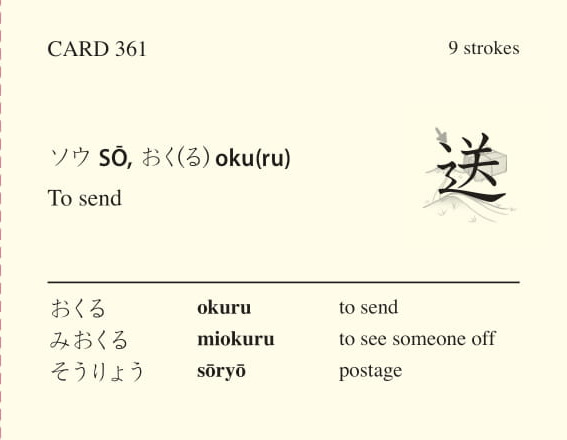 CARD 361 9 strokes
ソウ SŌ, おく(る) oku(ru)
To send
送
おくる okuru to send
みおくる miokuru to see someone off
そうりょう sōryō postage